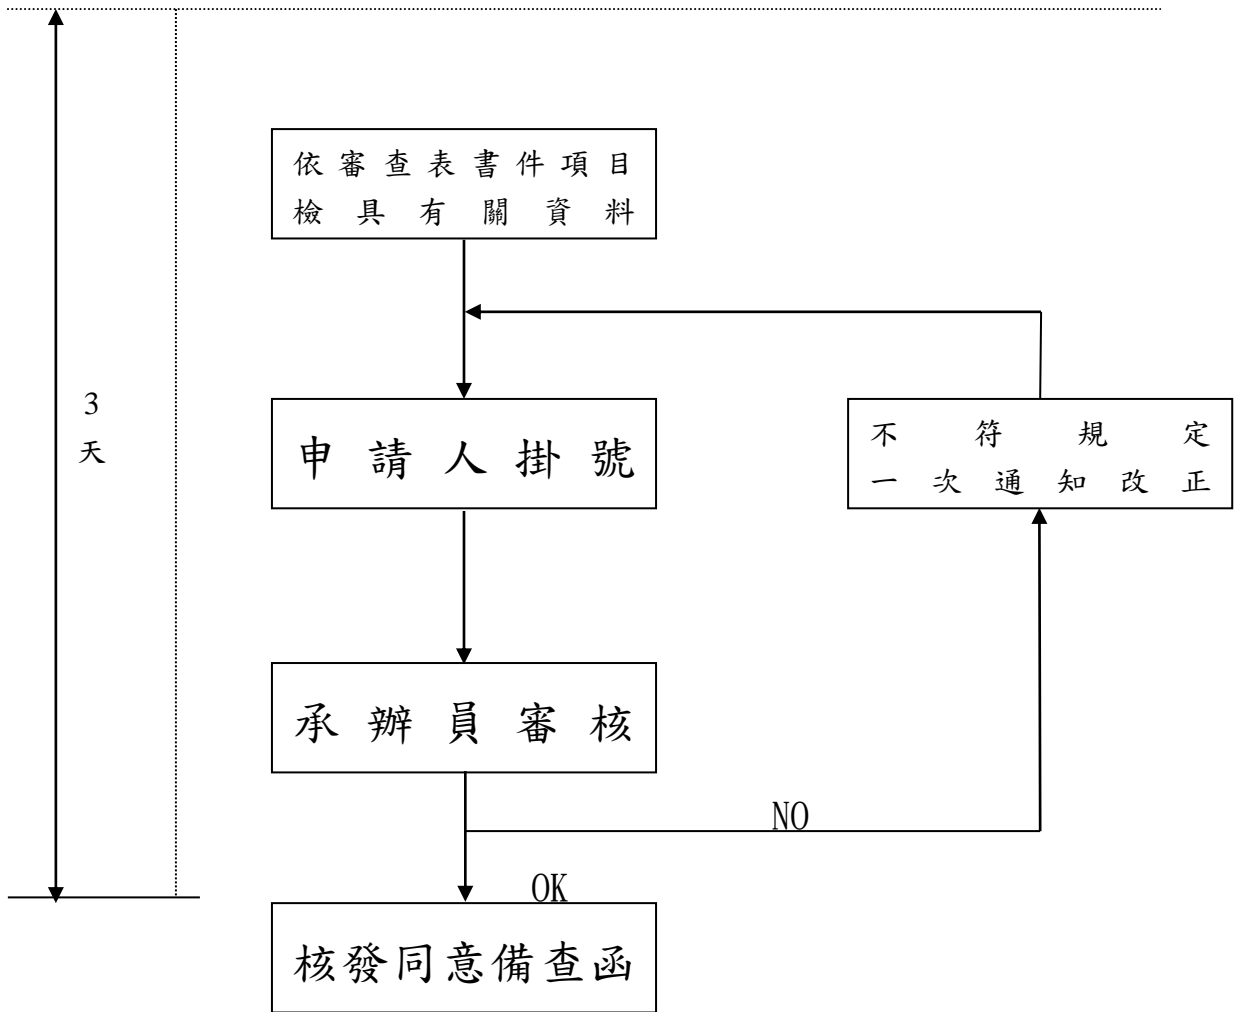 依審查表書件項目
檢具有關資料
3
天
申請人掛號
不符規定
一次通知改正
承辦員審核
NO
OK
核發同意備查函